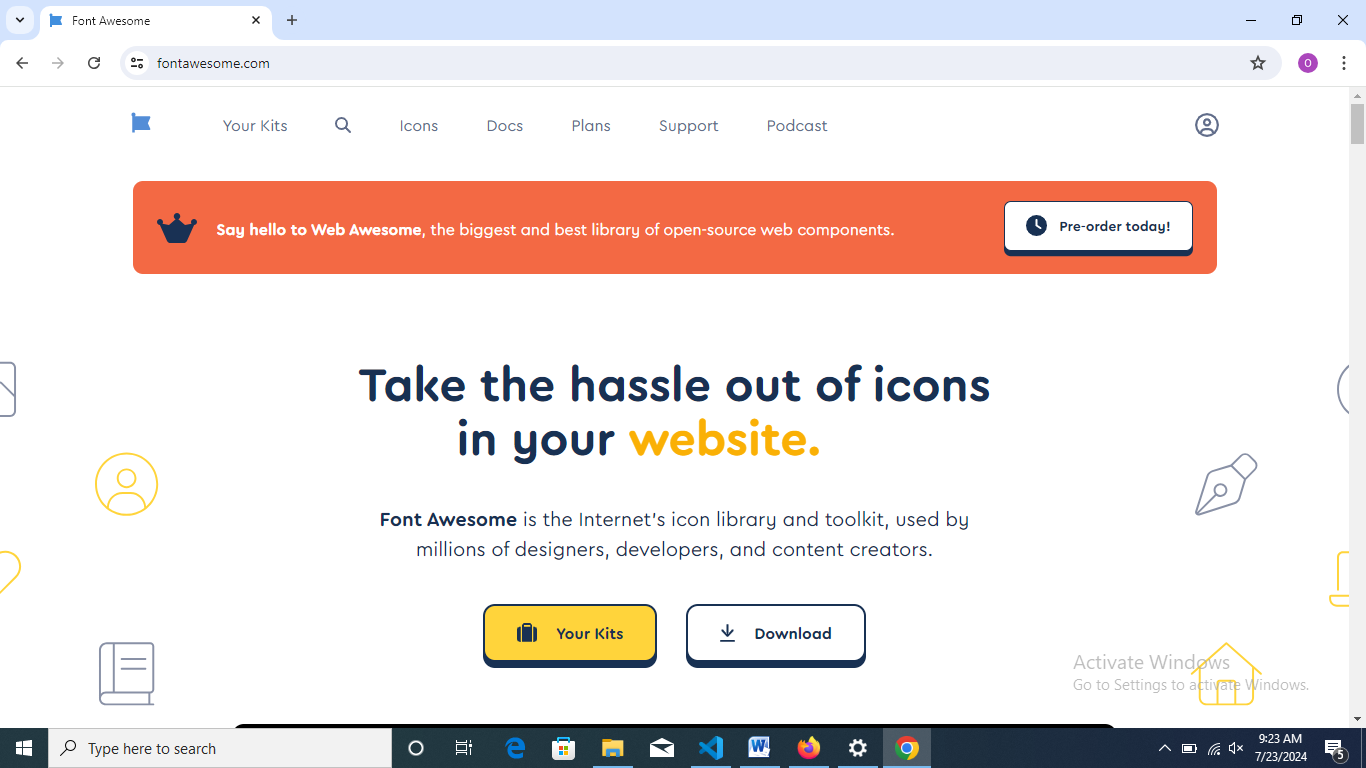 Font Awesome
fontawesome.com
O
Your Kits
Icons
Docs
Plans
Support
Podcast
Say hello to Web Awesome, the biggest and best library of open-source web components.
Pre-order today!
Take the hassle out of icons
in your website.
Font Awesome is the Internet's icon library and toolkit, used by
millions of designers, developers, and content creators.
Your Kits
Download
Activate Windows
Go to Settings to activate Windows.
Type here to search
9:23 AM
7/23/2024
5